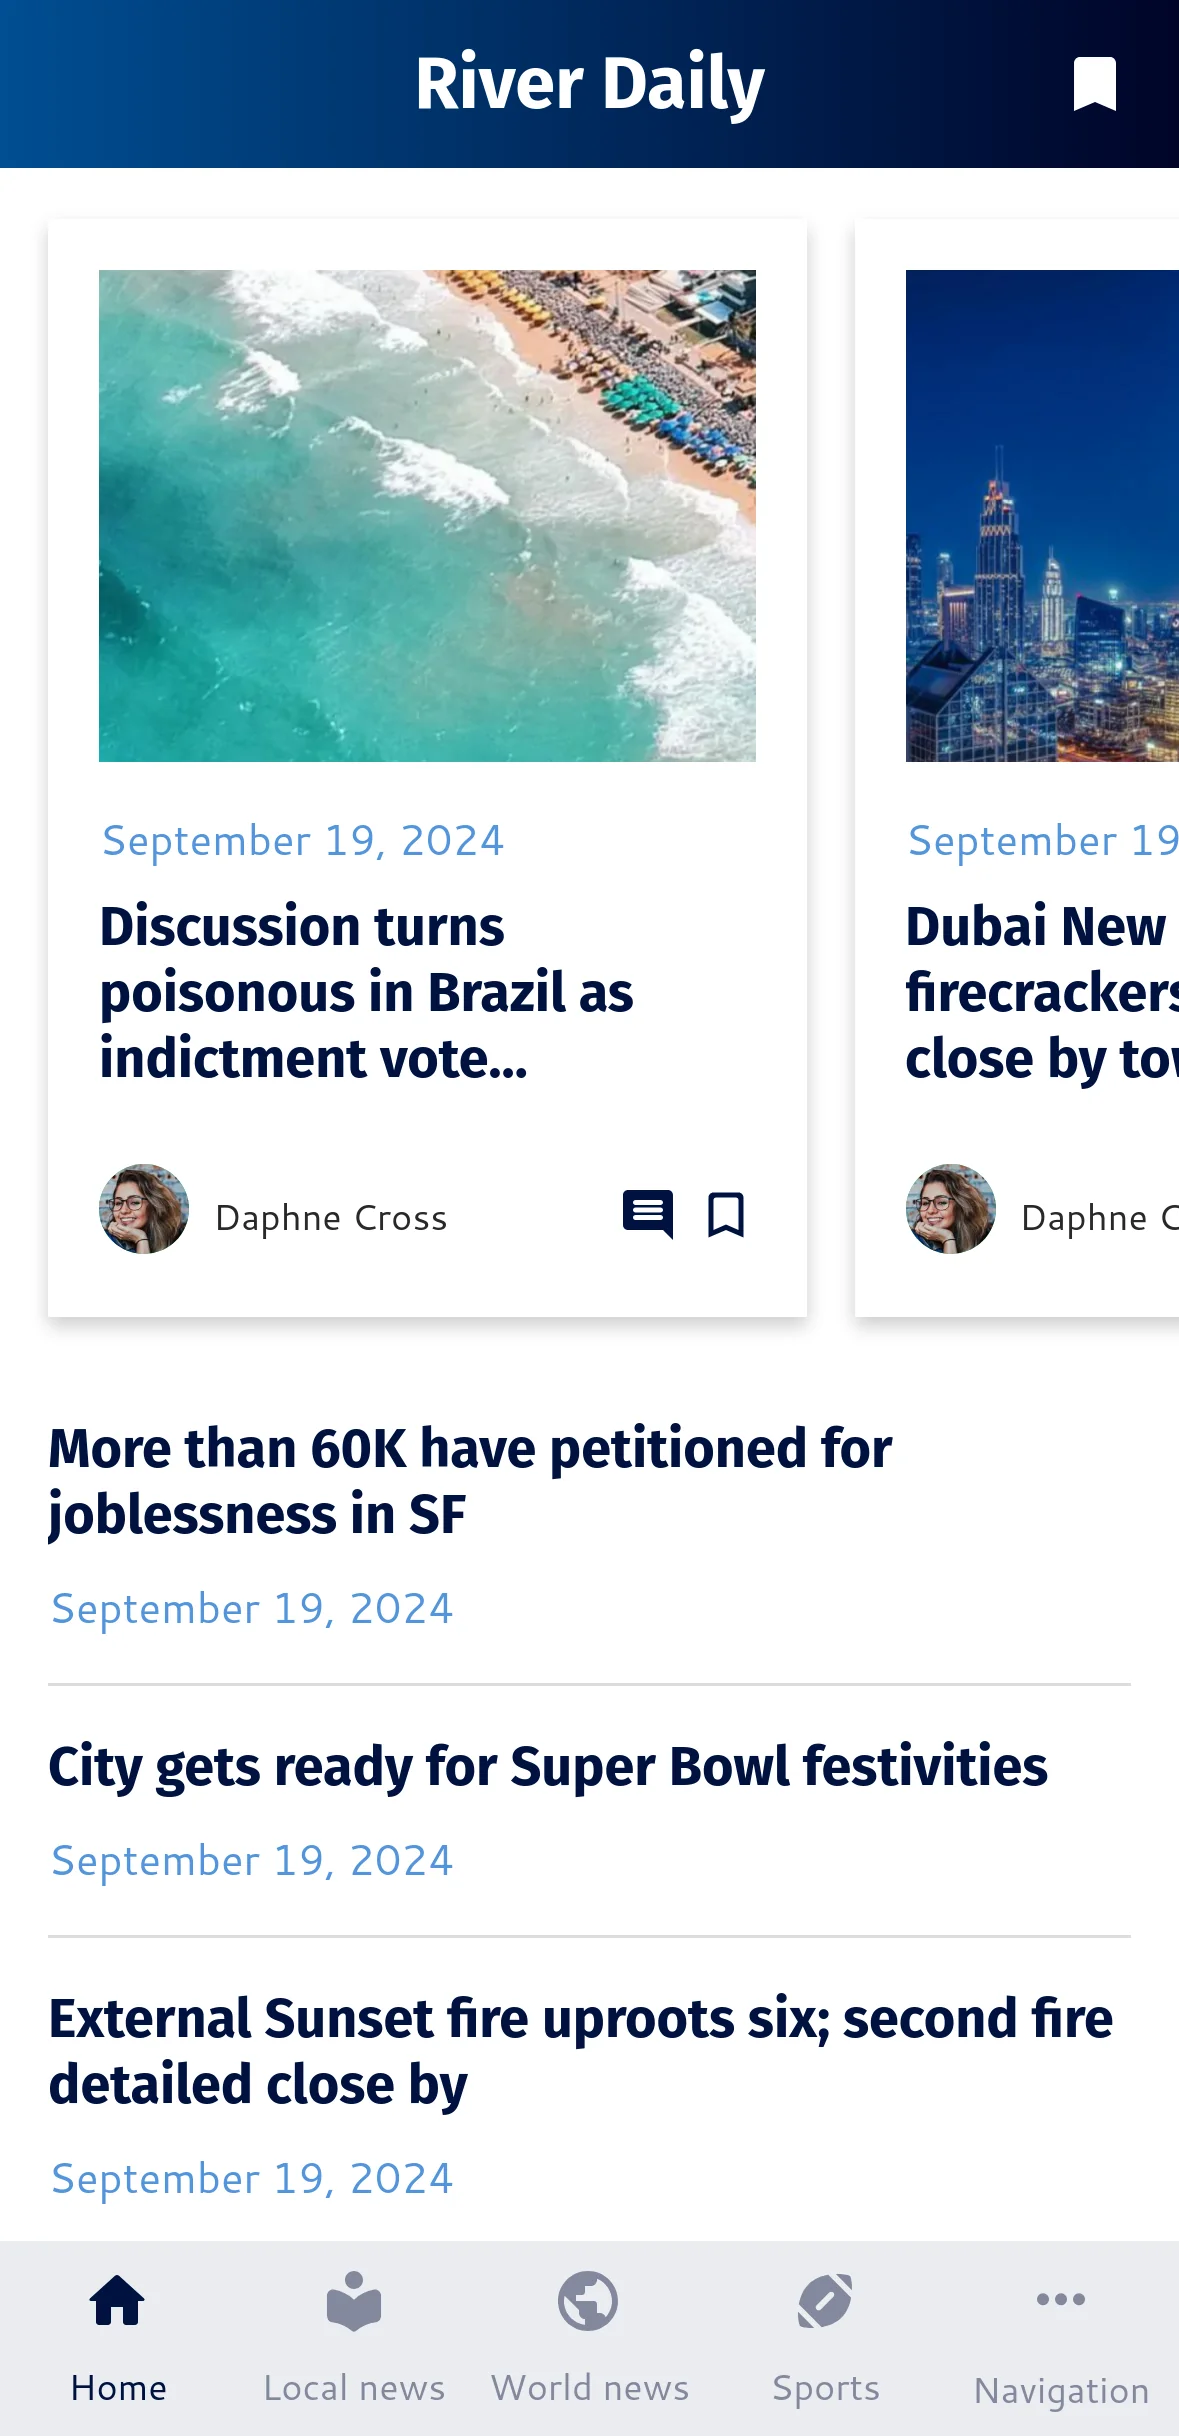 River Daily
September 19, 2024
Discussion turns
poisonous in Brazil as
indictment vote...
Daphne Cross
September 19
Dubai New
firecrackers
close by tow
Daphne C
More than 60K have petitioned for
joblessness in SF
September 19, 2024
City gets ready for Super Bowl festivities
September 19, 2024
External Sunset fire uproots six; second fire
detailed close by
September 19, 2024
Home
Local news
World news
Sports
Navigation